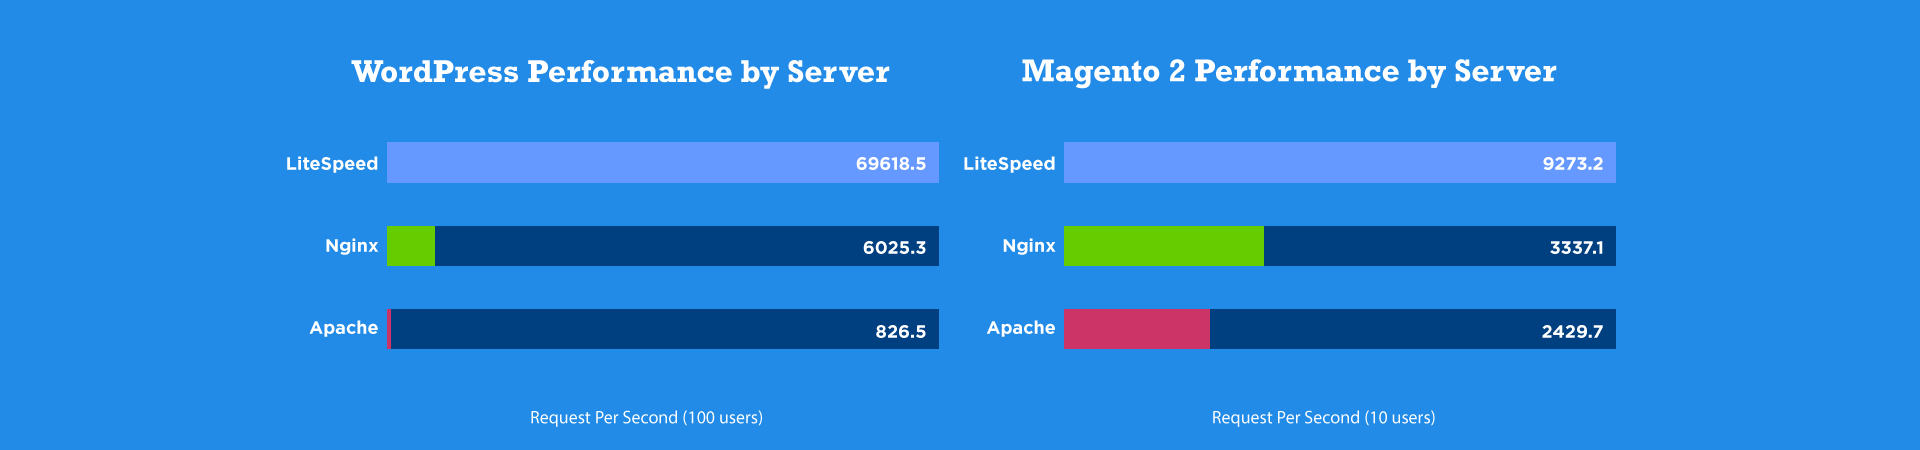 WordPress Performance by Server
LiteSpeed 69618.5
Nginx 6025.3
Apache 826.5
Request Per Second (100 users)
Magento 2 Performance by Server
LiteSpeed 9273.2
Nginx 3337.1
Apache 2429.7
Request Per Second (10 users)